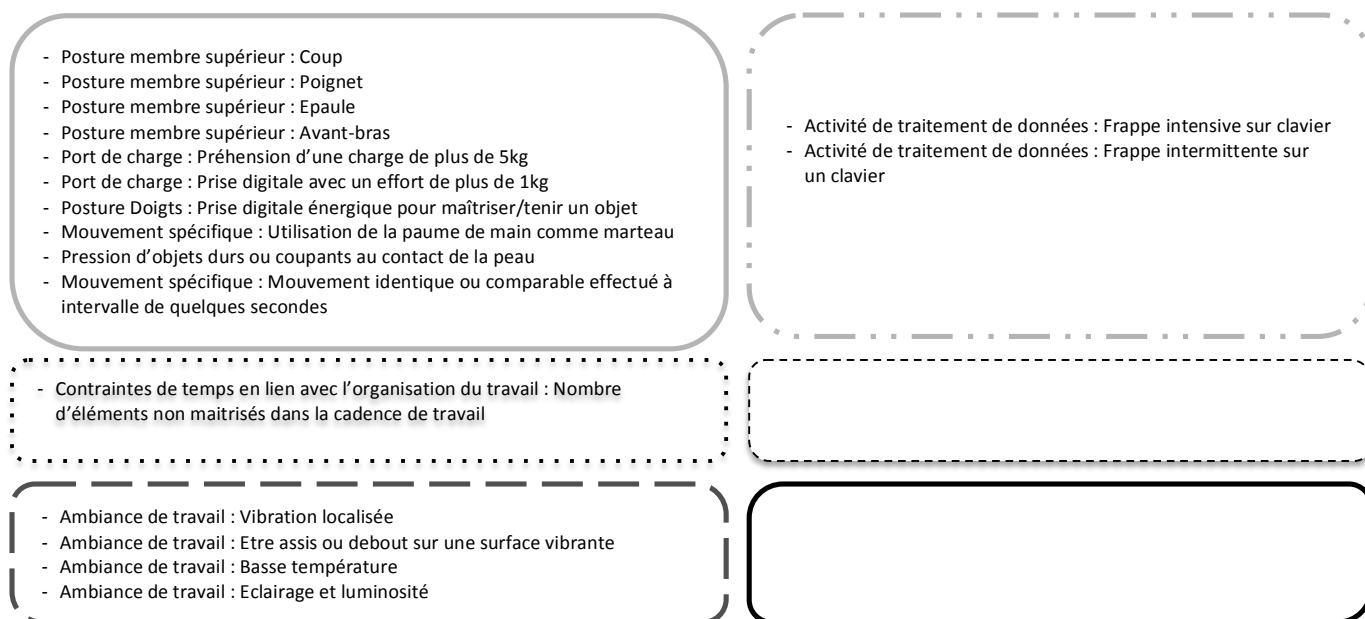 - Posture membre supérieur : Coup
- Posture membre supérieur : Poignet
- Posture membre supérieur : Epaule
- Posture membre supérieur : Avant-bras
- Port de charge : Préhension d’une charge de plus de 5kg
- Port de charge : Prise digitale avec un effort de plus de 1kg
- Posture Doigts : Prise digitale énergique pour maîtriser/tenir un objet
- Mouvement spécifique : Utilisation de la paume de main comme marteau
- Pression d’objets durs ou coupants au contact de la peau
- Mouvement spécifique : Mouvement identique ou comparable effectué à
intervalle de quelques secondes
- Activité de traitement de données : Frappe intensive sur clavier
- Activité de traitement de données : Frappe intermittente sur
un clavier
- Contraintes de temps en lien avec l’organisation du travail : Nombre
d’éléments non maitrisés dans la cadence de travail
- Ambiance de travail : Vibration localisée
- Ambiance de travail : Etre assis ou debout sur une surface vibrante
- Ambiance de travail : Basse température
- Ambiance de travail : Eclairage et luminosité